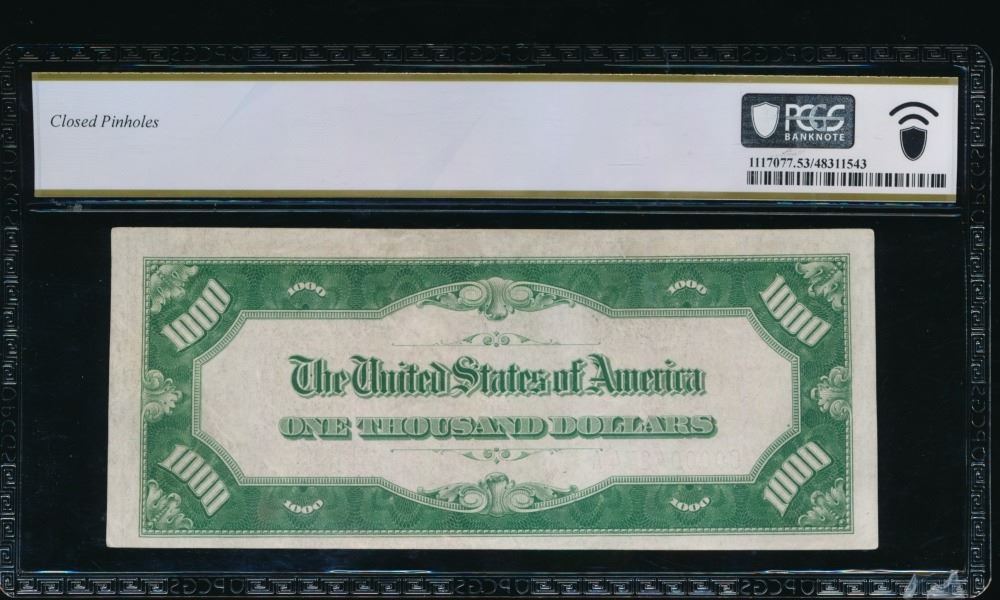 Closed Pinholes
PCGS
BANKNOTE
1117077.53/48311543
1000 1000 1000 1000
The United States of America
ONE THOUSAND DOLLARS
1000 1000 1000 1000